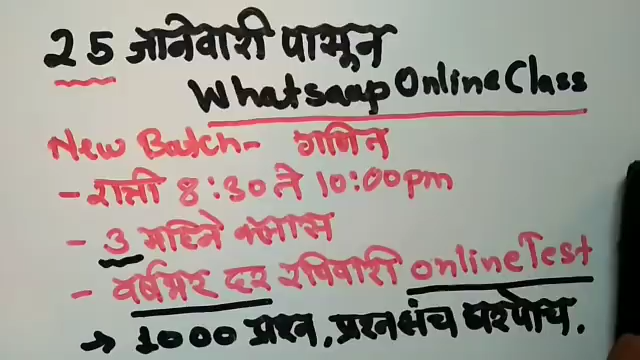 25 जानेवारी पासून
Whatsaap Online Class
New Batch- गणित
- रात्री 8:30 ते 10:00pm
- 3 महिने क्लास
- वर्षभर दर रविवारी online Test
→ 1000 प्रश्न, प्रश्नसंच घरपोच.